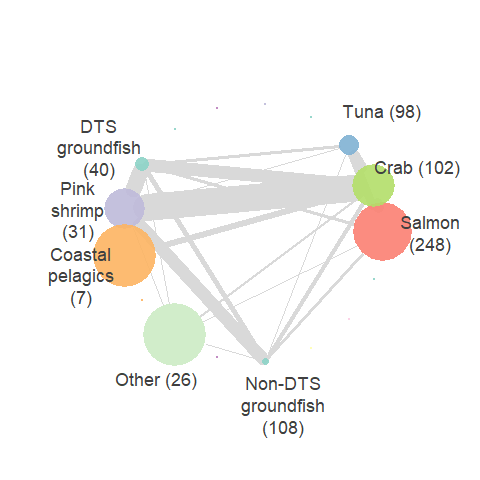 Tuna (98)
DTS
groundfish
(40)
Crab (102)
Pink
shrimp
(31)
Salmon
(248)
Coastal
pelagics
(7)
Other (26)
Non-DTS
groundfish
(108)